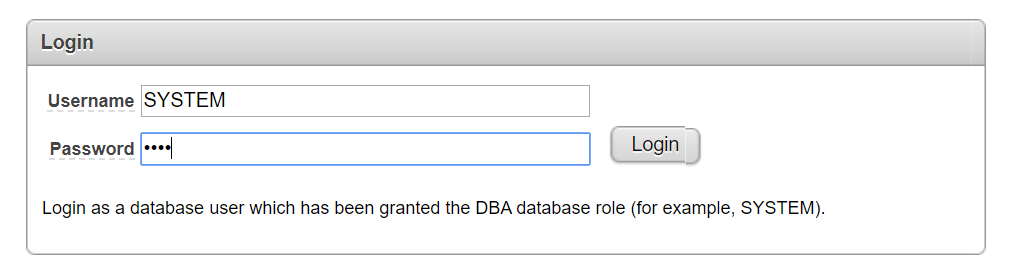 Login
Username SYSTEM
Password ••••
Login
Login as a database user which has been granted the DBA database role (for example, SYSTEM).